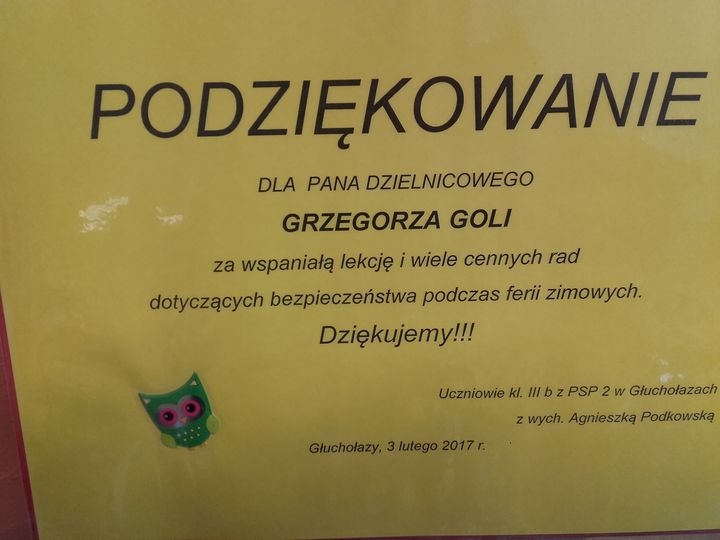 PODZIĘKOWANIE
DLA PANA DZIELNICOWEGO
GRZEGORZA GOLI
za wspaniałą lekcję i wiele cennych rad
dotyczących bezpieczeństwa podczas ferii zimowych.
Dziękujemy!!!
Uczniowie kl. III b z PSP 2 w Głuchołazach
z wych. Agnieszką Podkowską
Głuchołazy, 3 lutego 2017 r.